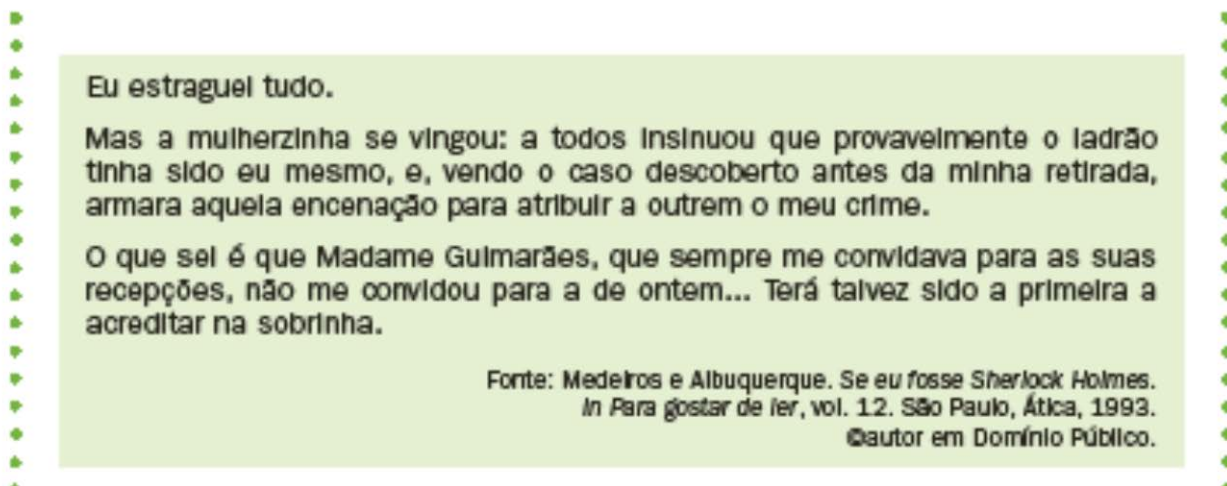 Eu estraguei tudo.
Mas a mulherzinha se vingou: a todos insinuou que provavelmente o ladrão
tinha sido eu mesmo, e, vendo o caso descoberto antes da minha retirada,
armara aquela encenação para atribuir a outrem o meu crime.
O que sei é que Madame Guimarães, que sempre me convidava para as suas
recepções, não me convidou para a de ontem... Terá talvez sido a primeira a
acreditar na sobrinha.
Fonte: Medeiros e Albuquerque. Se eu fosse Sherlock Holmes.
In Para gostar de ler, vol. 12. São Paulo, Ática, 1993.
©autor em Domínio Público.